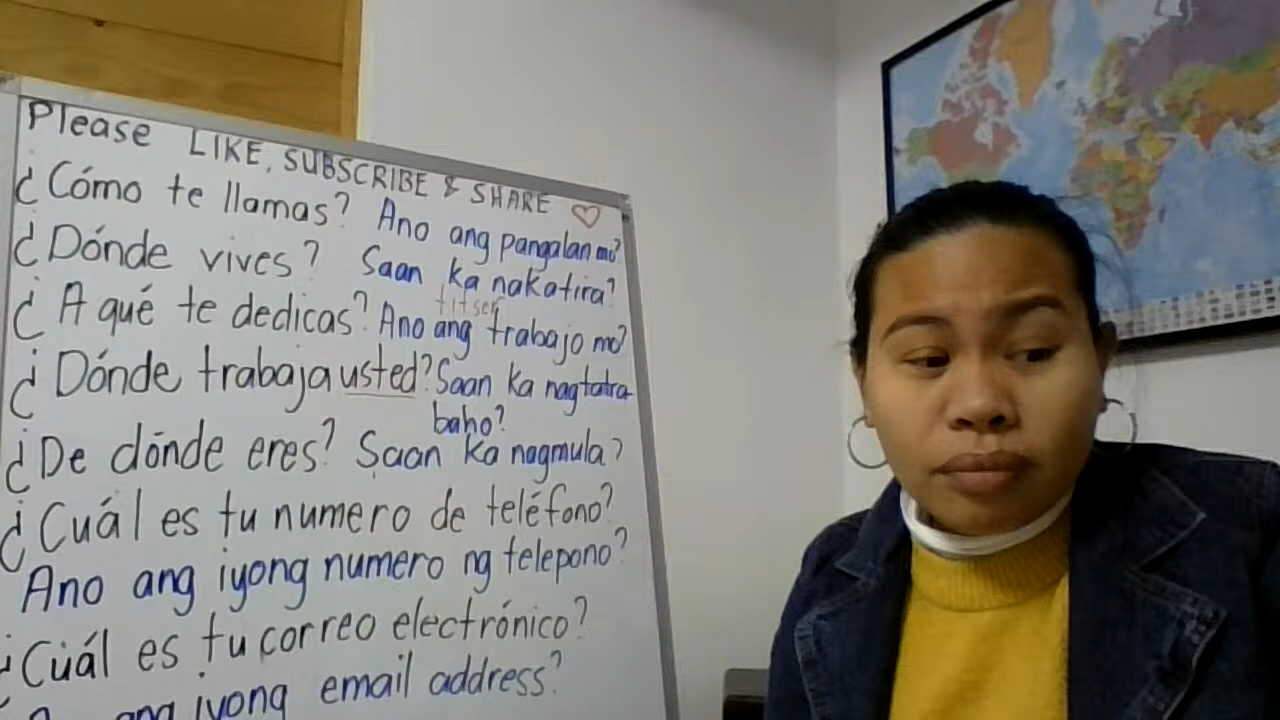 Please LIKE, SUBSCRIBE & SHARE
¿Cómo te llamas? Ano ang pangalan mo?
¿Dónde vives? Saan ka nakatira?
titser
¿A qué te dedicas? Ano ang trabajo mo?
¿Dónde trabaja usted? Saan ka nagtatra-
baho?
¿De dónde eres? Saan ka nagmula?
¿Cuál es tu numero de teléfono?
Ano ang iyong numero ng telepono?
¿Cuál es tu correo electrónico?
ang iyong email address?